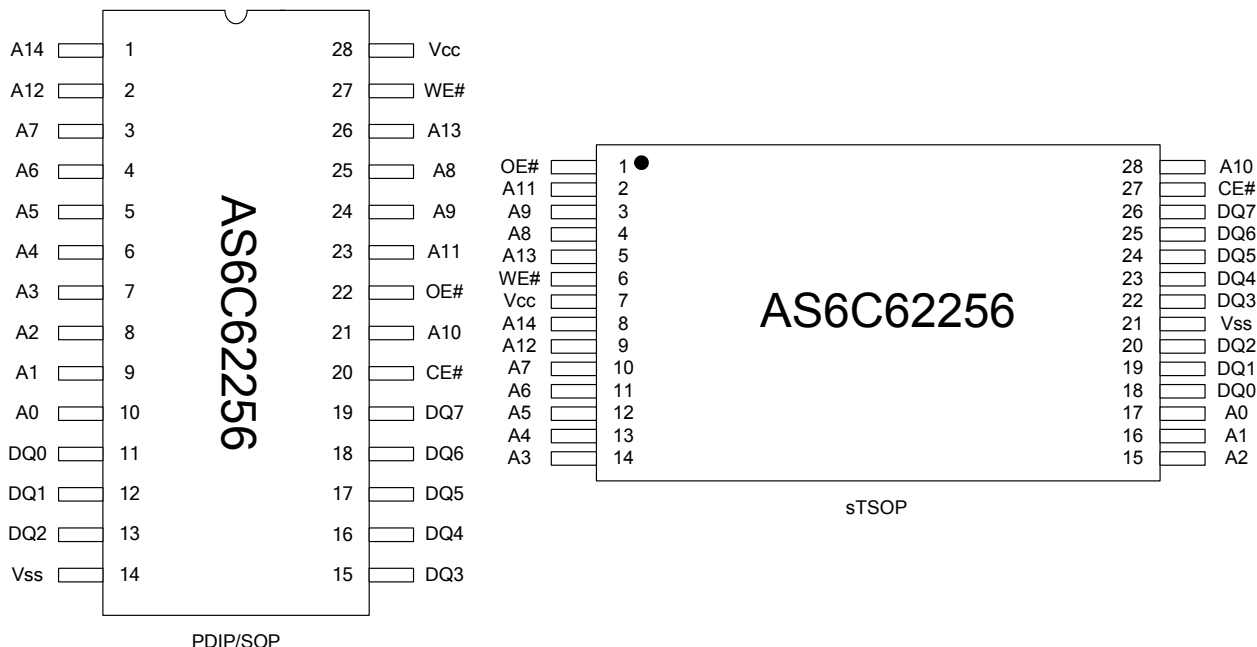 A14 1 28 Vcc
A12 2 27 WE#
A7 3 26 A13
A6 4 25 A8
A5 5 24 A9
A4 6 23 A11
A3 7 22 OE#
A2 8 21 A10
A1 9 20 CE#
A0 10 19 DQ7
DQ0 11 18 DQ6
DQ1 12 17 DQ5
DQ2 13 16 DQ4
Vss 14 15 DQ3
AS6C62256
PDIP/SOP
OE# 1 28 A10
A11 2 27 CE#
A9 3 26 DQ7
A8 4 25 DQ6
A13 5 24 DQ5
WE# 6 23 DQ4
Vcc 7 22 DQ3
A14 8 21 Vss
A12 9 20 DQ2
A7 10 19 DQ1
A6 11 18 DQ0
A5 12 17 A0
A4 13 16 A1
A3 14 15 A2
AS6C62256
sTSOP